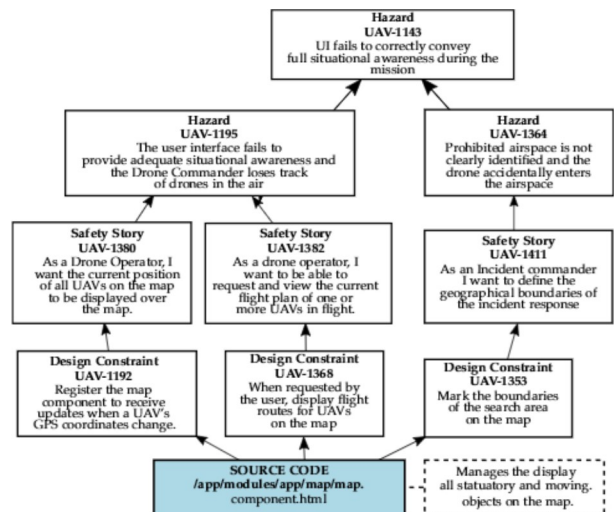 Hazard
UAV-1143
UI fails to correctly convey
full situational awareness during the
mission
Hazard
UAV-1195
The user interface fails to
provide adequate situational awareness and
the Drone Commander loses track
of drones in the air
Hazard
UAV-1364
Prohibited airspace is not
clearly identified and the
drone accidentally enters
the airspace
Safety Story
UAV-1380
As a Drone Operator, I
want the current position
of all UAVs on the map
to be displayed over
the map.
Safety Story
UAV-1382
As a drone operator, I
want to be able to
request and view the current
flight plan of one or
more UAVs in flight.
Safety Story
UAV-1411
As an Incident commander
I want to define the
geographical boundaries of
the incident response
Design Constraint
UAV-1192
Register the map
component to receive
updates when a UAV's
GPS coordinates change.
Design Constraint
UAV-1368
When requested by
the user, display flight
routes for UAVs
on the map
Design Constraint
UAV-1353
Mark the boundaries
of the search area
on the map
SOURCE CODE
/app/modules/app/map/map.
component.html
Manages the display
all statuatory and moving.
objects on the map.